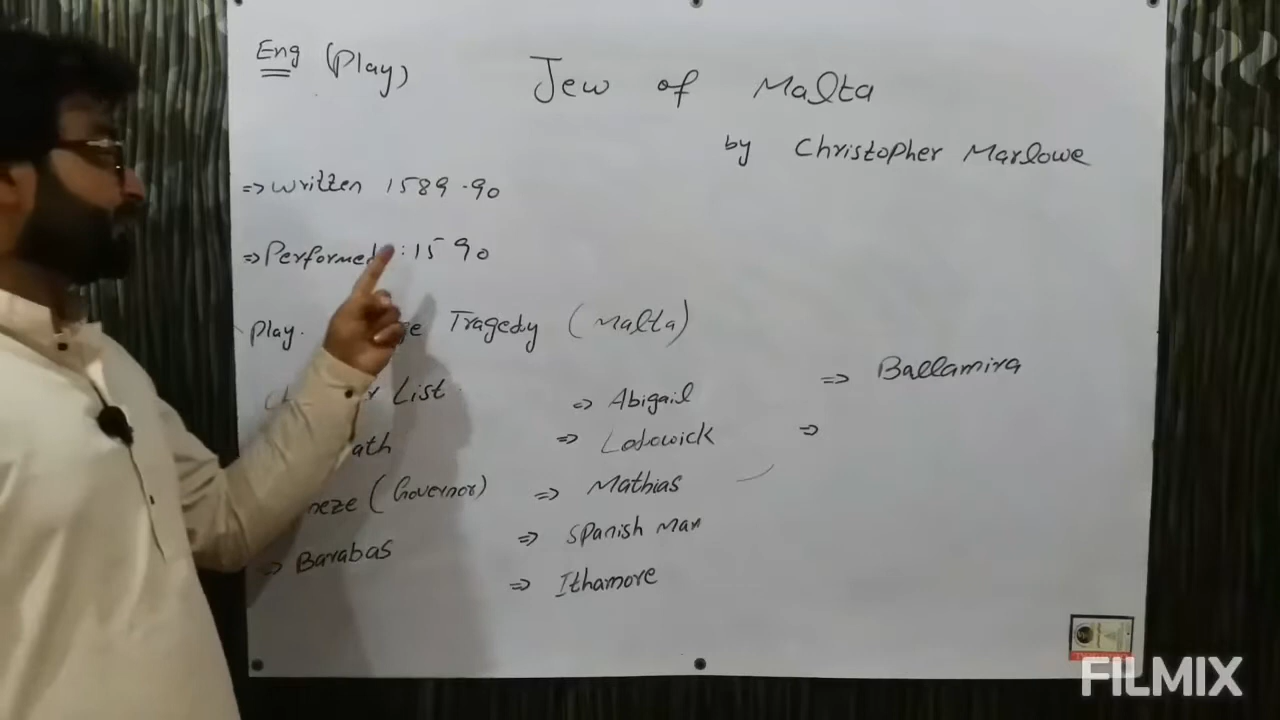 Eng (Play)
Jew of Malta
by Christopher Marlowe
=> written 1589-90
=> Performed : 1590
Play. Tragedy (Malta)
List
=> Abigail
=> Lodowick
(Governor)
=> Mathias
=> Barabas
=> Spanish Man
=> Ithamore
=> Ballamira
=>
FILMIX